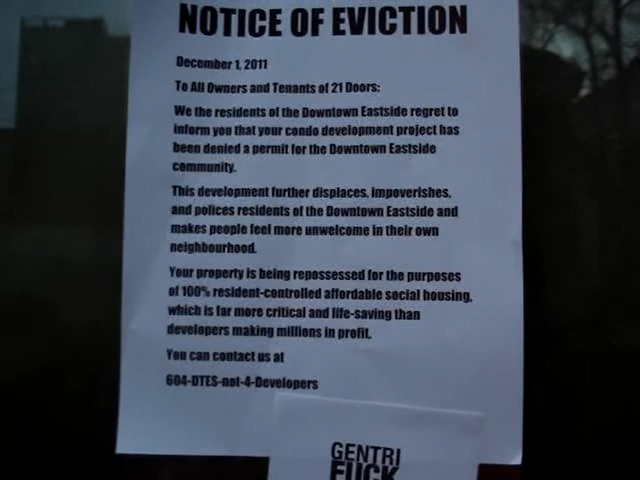 NOTICE OF EVICTION
December 1, 2011
To All Owners and Tenants of 21 Doors:
We the residents of the Downtown Eastside regret to
inform you that your condo development project has
been denied a permit for the Downtown Eastside
community.
This development further displaces, impoverishes,
and polices residents of the Downtown Eastside and
makes people feel more unwelcome in their own
neighbourhood.
Your property is being repossessed for the purposes
of 100% resident-controlled affordable social housing,
which is far more critical and life-saving than
developers making millions in profit.
You can contact us at
604-DTES-not-4-Developers
GENTRI
FUCK